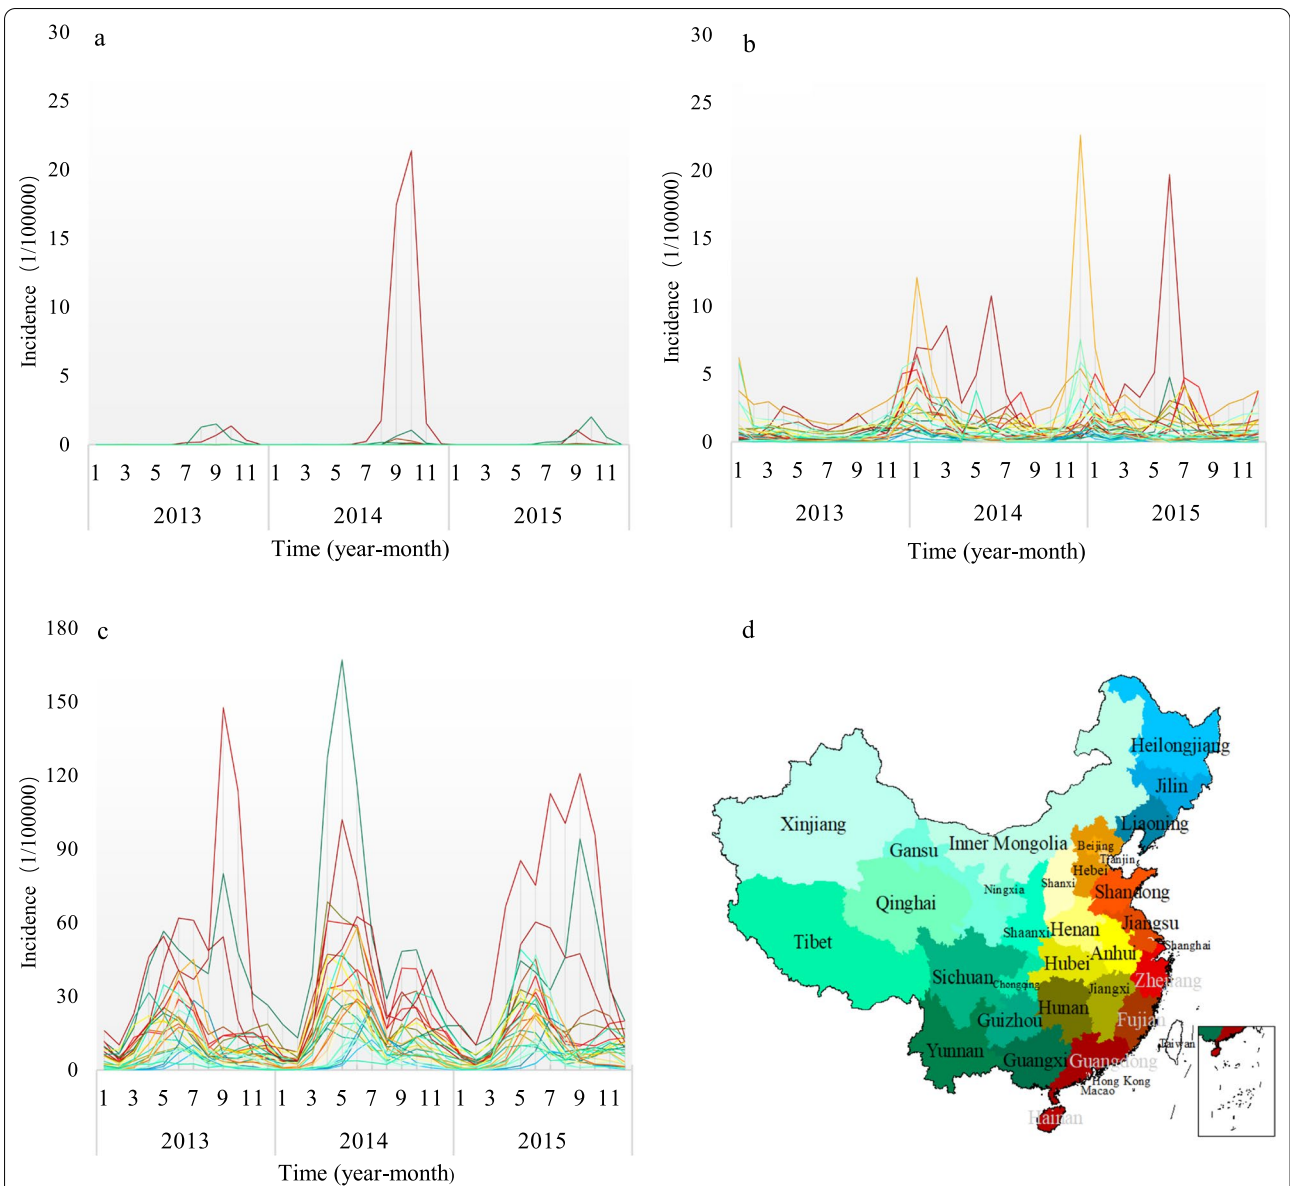 a
30
25
20
15
10
5
0
Incidence (1/100000)
1 3 5 7 9 11 1 3 5 7 9 11 1 3 5 7 9 11
2013 2014 2015
Time (year-month)
b
30
25
20
15
10
5
0
Incidence (1/100000)
1 3 5 7 9 11 1 3 5 7 9 11 1 3 5 7 9 11
2013 2014 2015
Time (year-month)
c
180
150
120
90
60
30
0
Incidence (1/100000)
1 3 5 7 9 11 1 3 5 7 9 11 1 3 5 7 9 11
2013 2014 2015
Time (year-month)
d
Heilongjiang
Jilin
Liaoning
Xinjiang
Inner Mongolia
Gansu
Beijing
Tianjin
Hebei
Shanxi
Ningxia
Shandong
Qinghai
Jiangsu
Shaanxi
Henan
Tibet
Shanghai
Anhui
Hubei
Sichuan
Chongqing
Zhejiang
Jiangxi
Hunan
Guizhou
Fujian
Taiwan
Yunnan
Guangxi
Guangdong
Hong Kong
Macao
Hainan